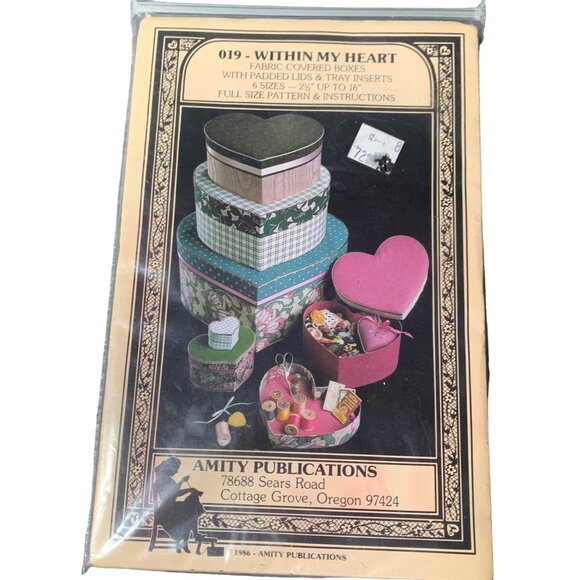 019 - WITHIN MY HEART
FABRIC COVERED BOXES
WITH PADDED LIDS & TRAY INSERTS
6 SIZES — 2½" UP TO 16"
FULL SIZE PATTERN & INSTRUCTIONS
AMITY PUBLICATIONS
78688 Sears Road
Cottage Grove, Oregon 97424
1986 - AMITY PUBLICATIONS